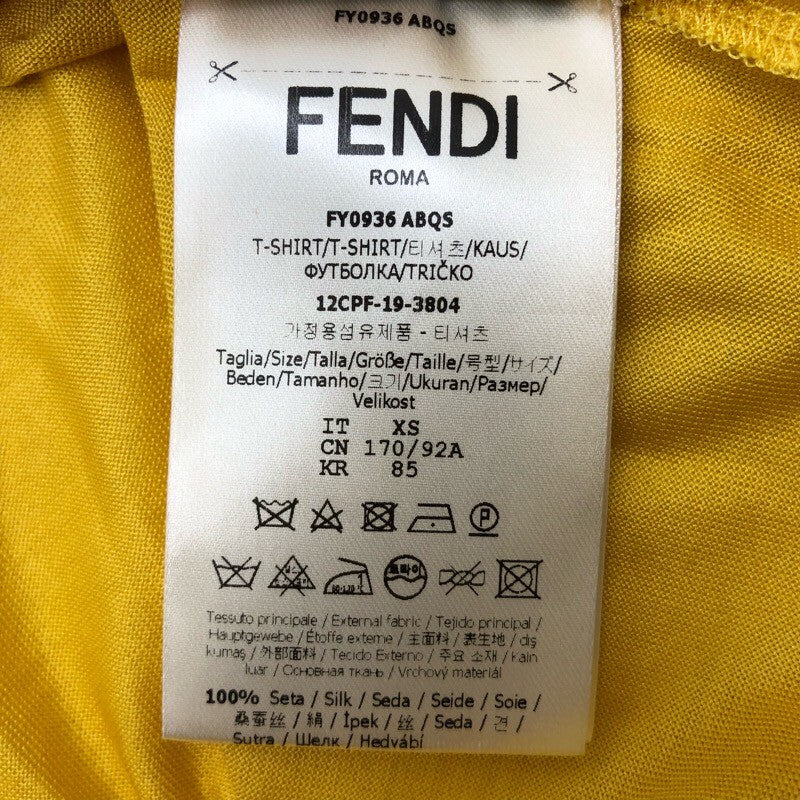 FY0936 ABQS
FENDI
ROMA
FY0936 ABQS
T-SHIRT/T-SHIRT/티셔츠/KAUS/
ФУТБОЛКА/TRIČKO
12CPF-19-3804
가정용섬유제품 - 티셔츠
Taglia/Size/Talla/Größe/Taille/号型/サイズ/
Beden/Tamanho/크기/Ukuran/Размер/
Velikost
IT XS
CN 170/92A
KR 85
P
드라이
Tessuto principale / External fabric / Tejido principal /
Hauptgewebe / Étoffe externe / 主面料 / 表生地 / diş
kumaş / 外部面料 / Tecido Externo / 주요 소재 / Kain
luar / Основная ткань / Vrchový materiál
100% Seta / Silk / Seda / Seide / Soie /
桑蚕丝 / 絹 / İpek / 丝 / Seda / 견 /
Sutra / Шелк / Hedvábí